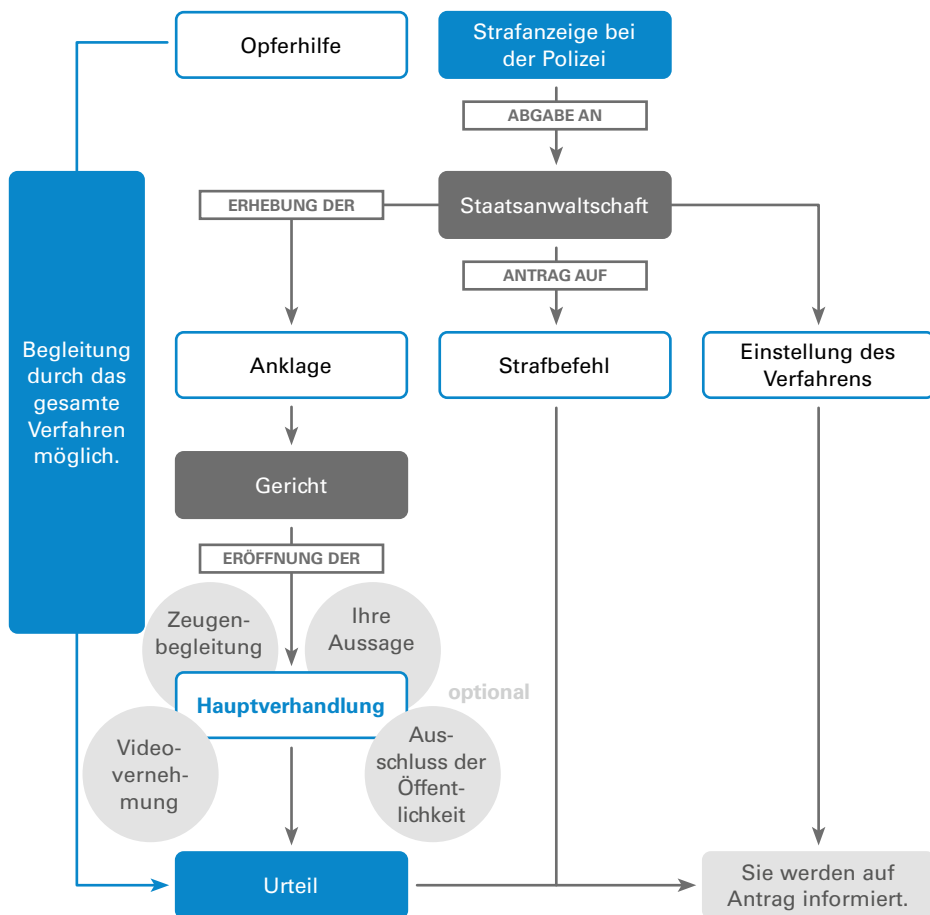 Opferhilfe
Strafanzeige bei
der Polizei
ABGABE AN
ERHEBUNG DER
Staatsanwaltschaft
ANTRAG AUF
Begleitung
durch das
gesamte
Verfahren
möglich.
Anklage
Strafbefehl
Einstellung des
Verfahrens
Gericht
ERÖFFNUNG DER
Zeugen-
begleitung
Ihre
Aussage
Hauptverhandlung
optional
Video-
verneh-
mung
Aus-
schluss der
Öffent-
lichkeit
Urteil
Sie werden auf
Antrag informiert.